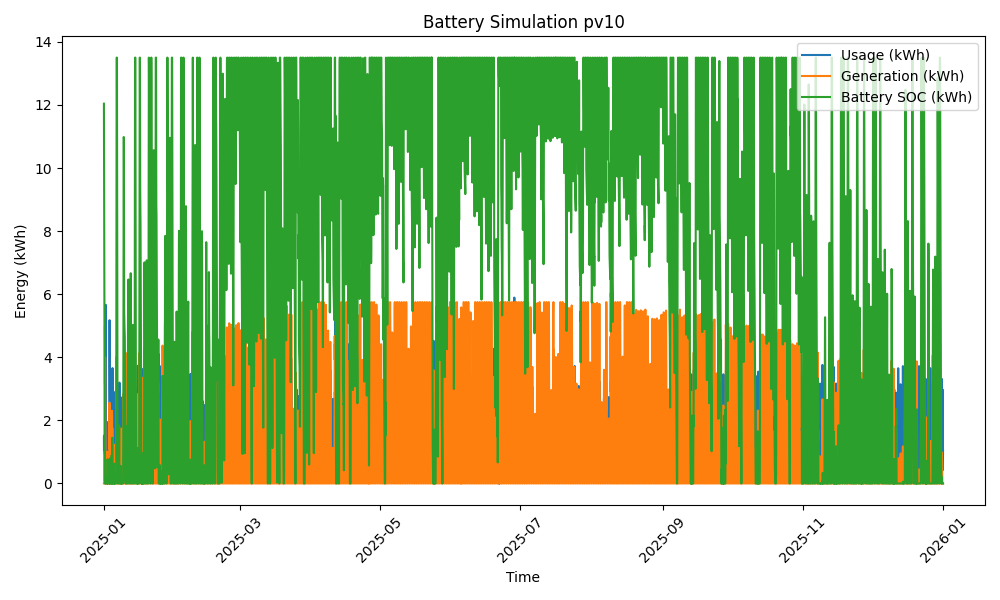 Battery Simulation pv10
Usage (kWh)
Generation (kWh)
Battery SOC (kWh)
Energy (kWh)
14
12
10
8
6
4
2
0
2025-01
2025-03
2025-05
2025-07
2025-09
2025-11
2026-01
Time